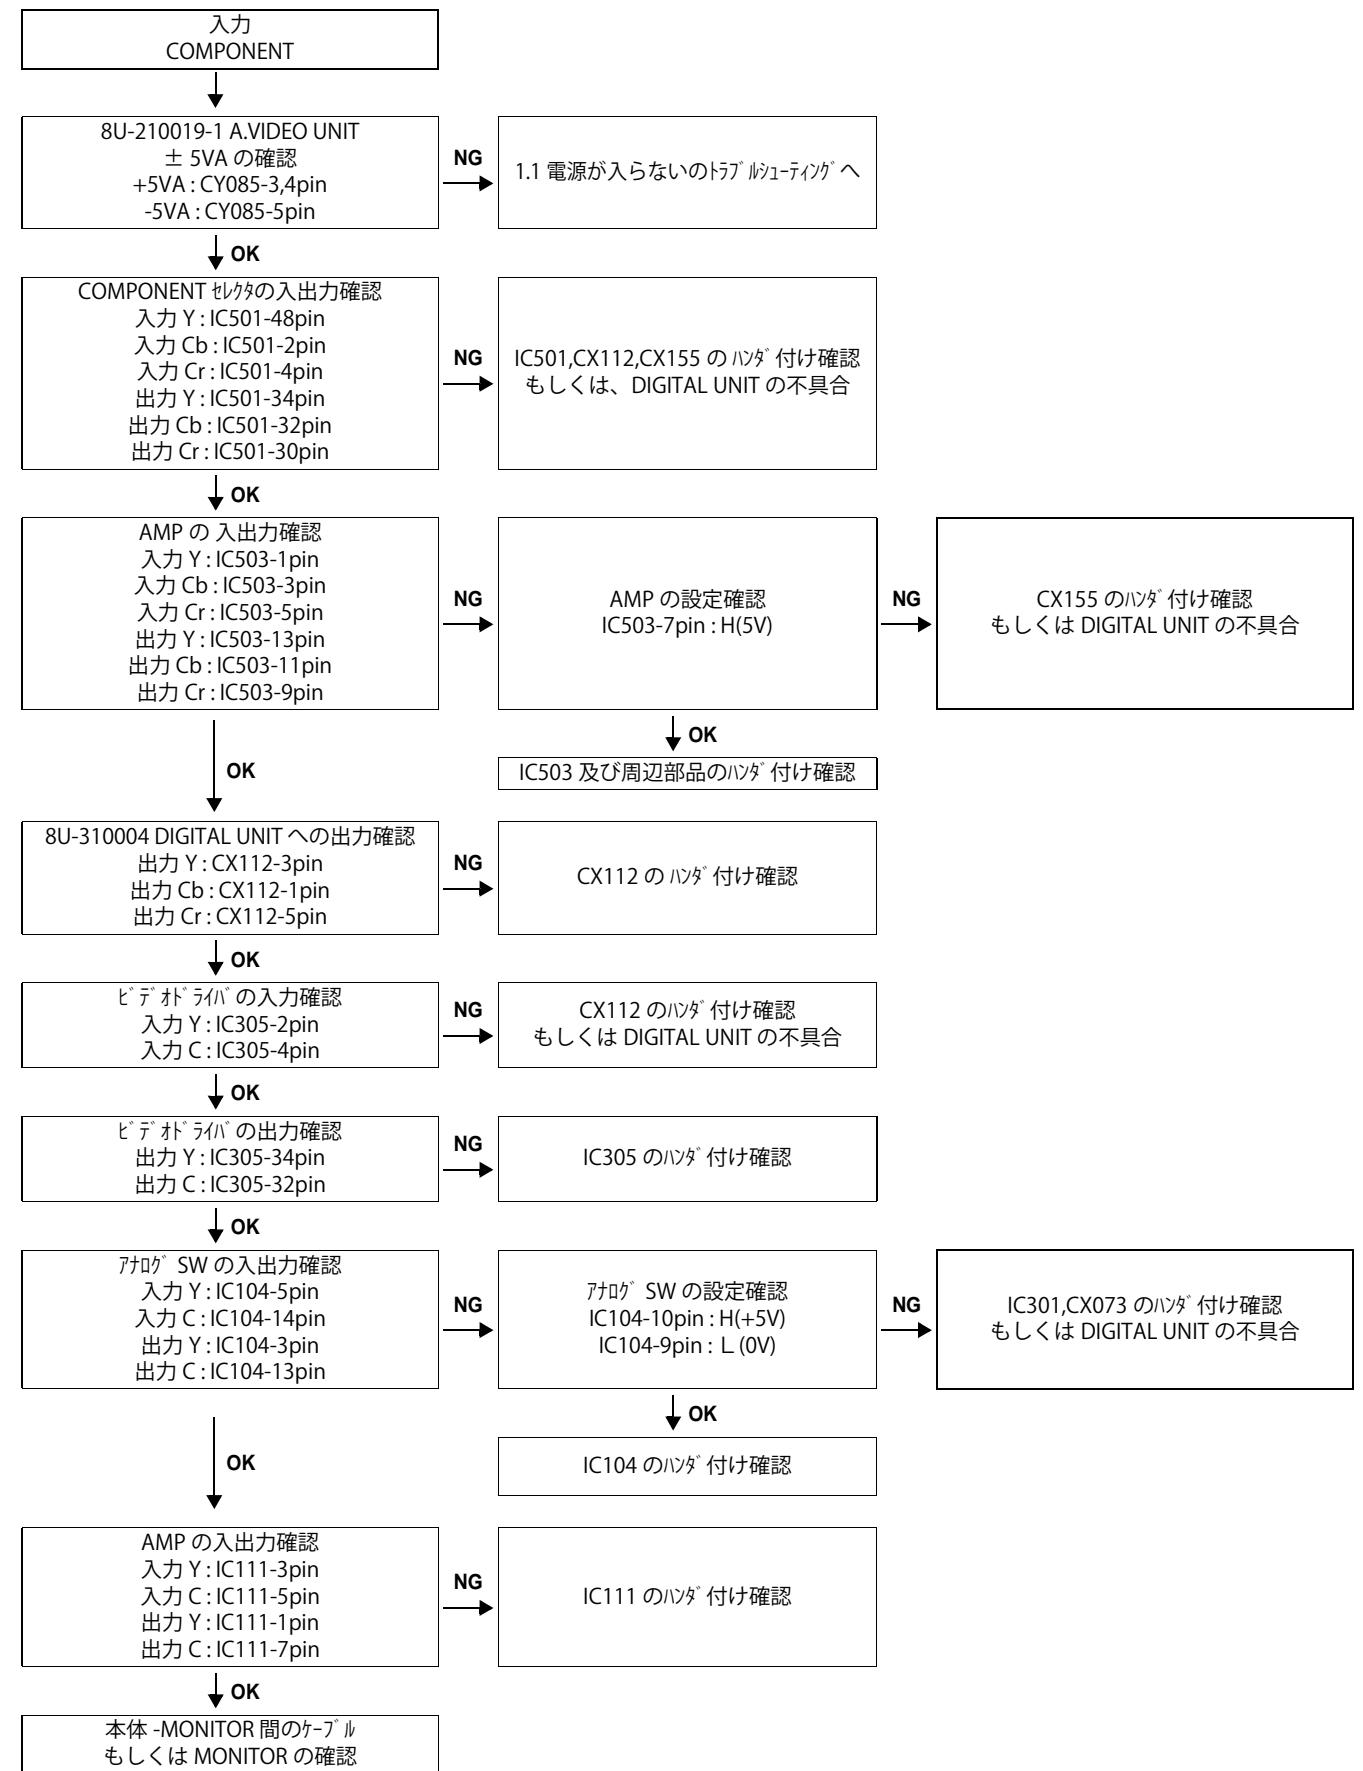 入力
COMPONENT
8U-210019-1 A.VIDEO UNIT
± 5VA の確認
+5VA : CY085-3,4pin
-5VA : CY085-5pin
NG
1.1 電源が入らないのﾄﾗﾌﾞﾙｼｭｰﾃｨﾝｸﾞへ
OK
COMPONENT ｾﾚｸﾀの入出力確認
入力 Y : IC501-48pin
入力 Cb : IC501-2pin
入力 Cr : IC501-4pin
出力 Y : IC501-34pin
出力 Cb : IC501-32pin
出力 Cr : IC501-30pin
NG
IC501,CX112,CX155 の ﾊﾝﾀﾞ付け確認
もしくは、DIGITAL UNIT の不具合
OK
AMP の 入出力確認
入力 Y : IC503-1pin
入力 Cb : IC503-3pin
入力 Cr : IC503-5pin
出力 Y : IC503-13pin
出力 Cb : IC503-11pin
出力 Cr : IC503-9pin
NG
AMP の設定確認
IC503-7pin : H(5V)
NG
CX155 のﾊﾝﾀﾞ付け確認
もしくは DIGITAL UNIT の不具合
OK
IC503 及び周辺部品のﾊﾝﾀﾞ付け確認
OK
8U-310004 DIGITAL UNIT への出力確認
出力 Y : CX112-3pin
出力 Cb : CX112-1pin
出力 Cr : CX112-5pin
NG
CX112 の ﾊﾝﾀﾞ付け確認
OK
ﾋﾞﾃﾞｵﾄﾞﾗｲﾊﾞの入力確認
入力 Y : IC305-2pin
入力 C : IC305-4pin
NG
CX112 のﾊﾝﾀﾞ付け確認
もしくは DIGITAL UNIT の不具合
OK
ﾋﾞﾃﾞｵﾄﾞﾗｲﾊﾞの出力確認
出力 Y : IC305-34pin
出力 C : IC305-32pin
NG
IC305 のﾊﾝﾀﾞ付け確認
OK
ｱﾅﾛｸﾞ SW の入出力確認
入力 Y : IC104-5pin
入力 C : IC104-14pin
出力 Y : IC104-3pin
出力 C : IC104-13pin
NG
ｱﾅﾛｸﾞ SW の設定確認
IC104-10pin : H(+5V)
IC104-9pin : Ｌ(0V)
NG
IC301,CX073 のﾊﾝﾀﾞ付け確認
もしくは DIGITAL UNIT の不具合
OK
IC104 のﾊﾝﾀﾞ付け確認
OK
AMP の入出力確認
入力 Y : IC111-3pin
入力 C : IC111-5pin
出力 Y : IC111-1pin
出力 C : IC111-7pin
NG
IC111 のﾊﾝﾀﾞ付け確認
OK
本体 -MONITOR 間のｹｰﾌﾞﾙ
もしくは MONITOR の確認